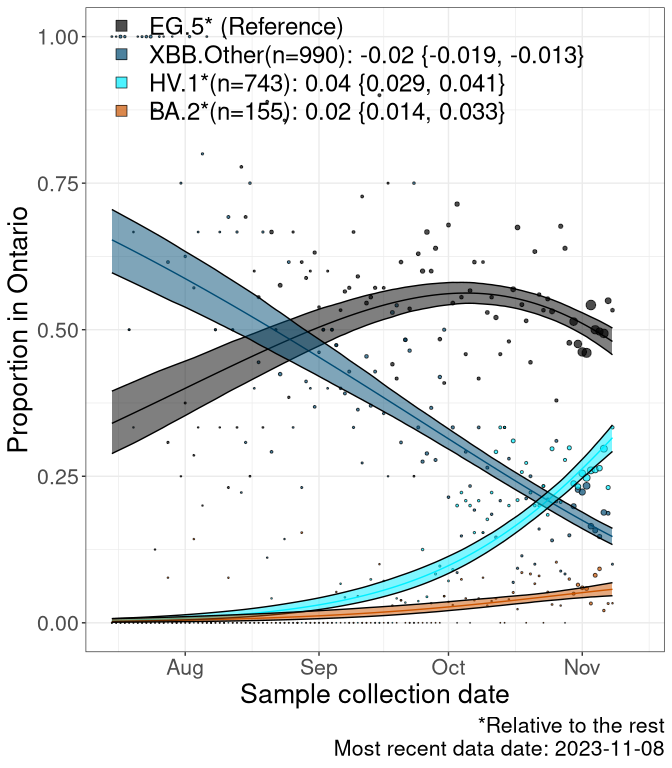 EG.5* (Reference)
XBB.Other(n=990): -0.02 {-0.019, -0.013}
HV.1*(n=743): 0.04 {0.029, 0.041}
BA.2*(n=155): 0.02 {0.014, 0.033}
1.00
0.75
0.50
0.25
0.00
Proportion in Ontario
Aug Sep Oct Nov
Sample collection date
*Relative to the rest
Most recent data date: 2023-11-08